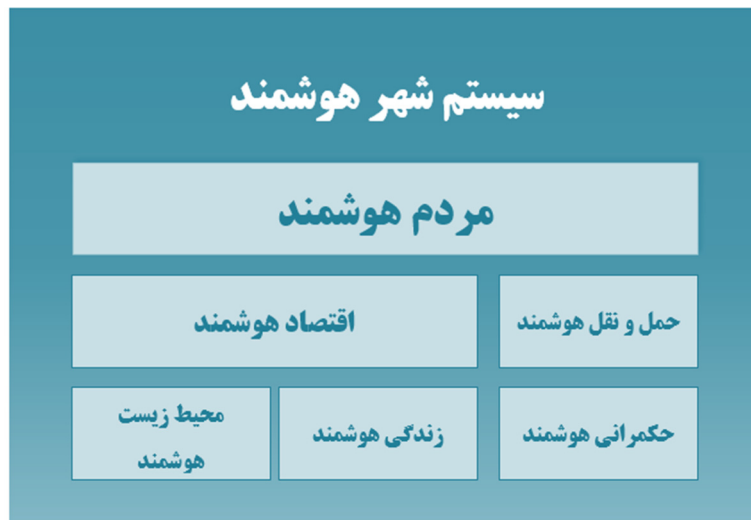 سیستم شهر هوشمند
مردم هوشمند
حمل و نقل هوشمند
اقتصاد هوشمند
حکمرانی هوشمند
زندگی هوشمند
محیط زیست
هوشمند